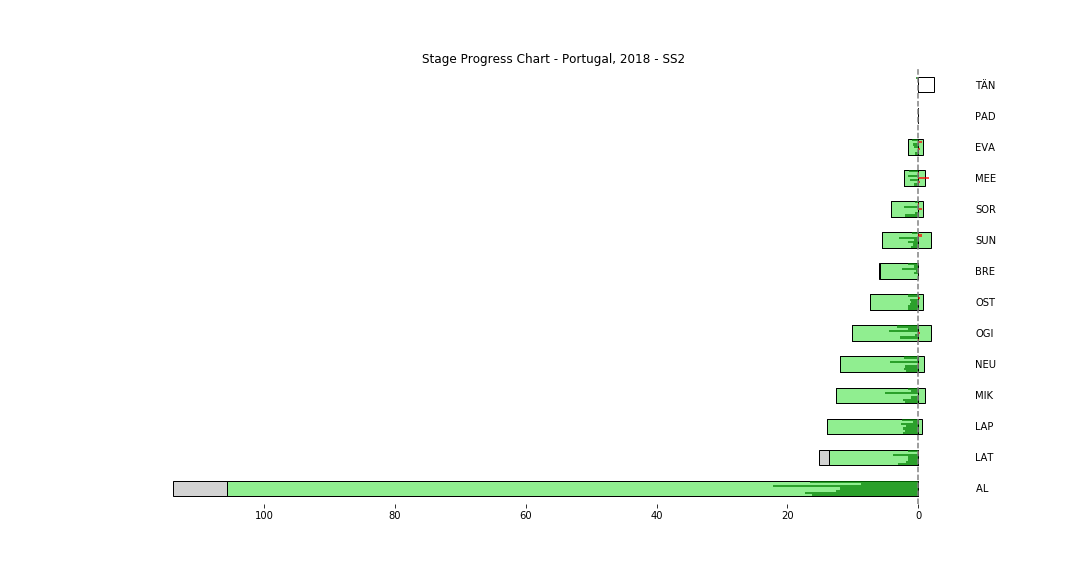 Stage Progress Chart - Portugal, 2018 - SS2
TÄN
PAD
EVA
MEE
SOR
SUN
BRE
OST
OGI
NEU
MIK
LAP
LAT
AL
100 80 60 40 20 0